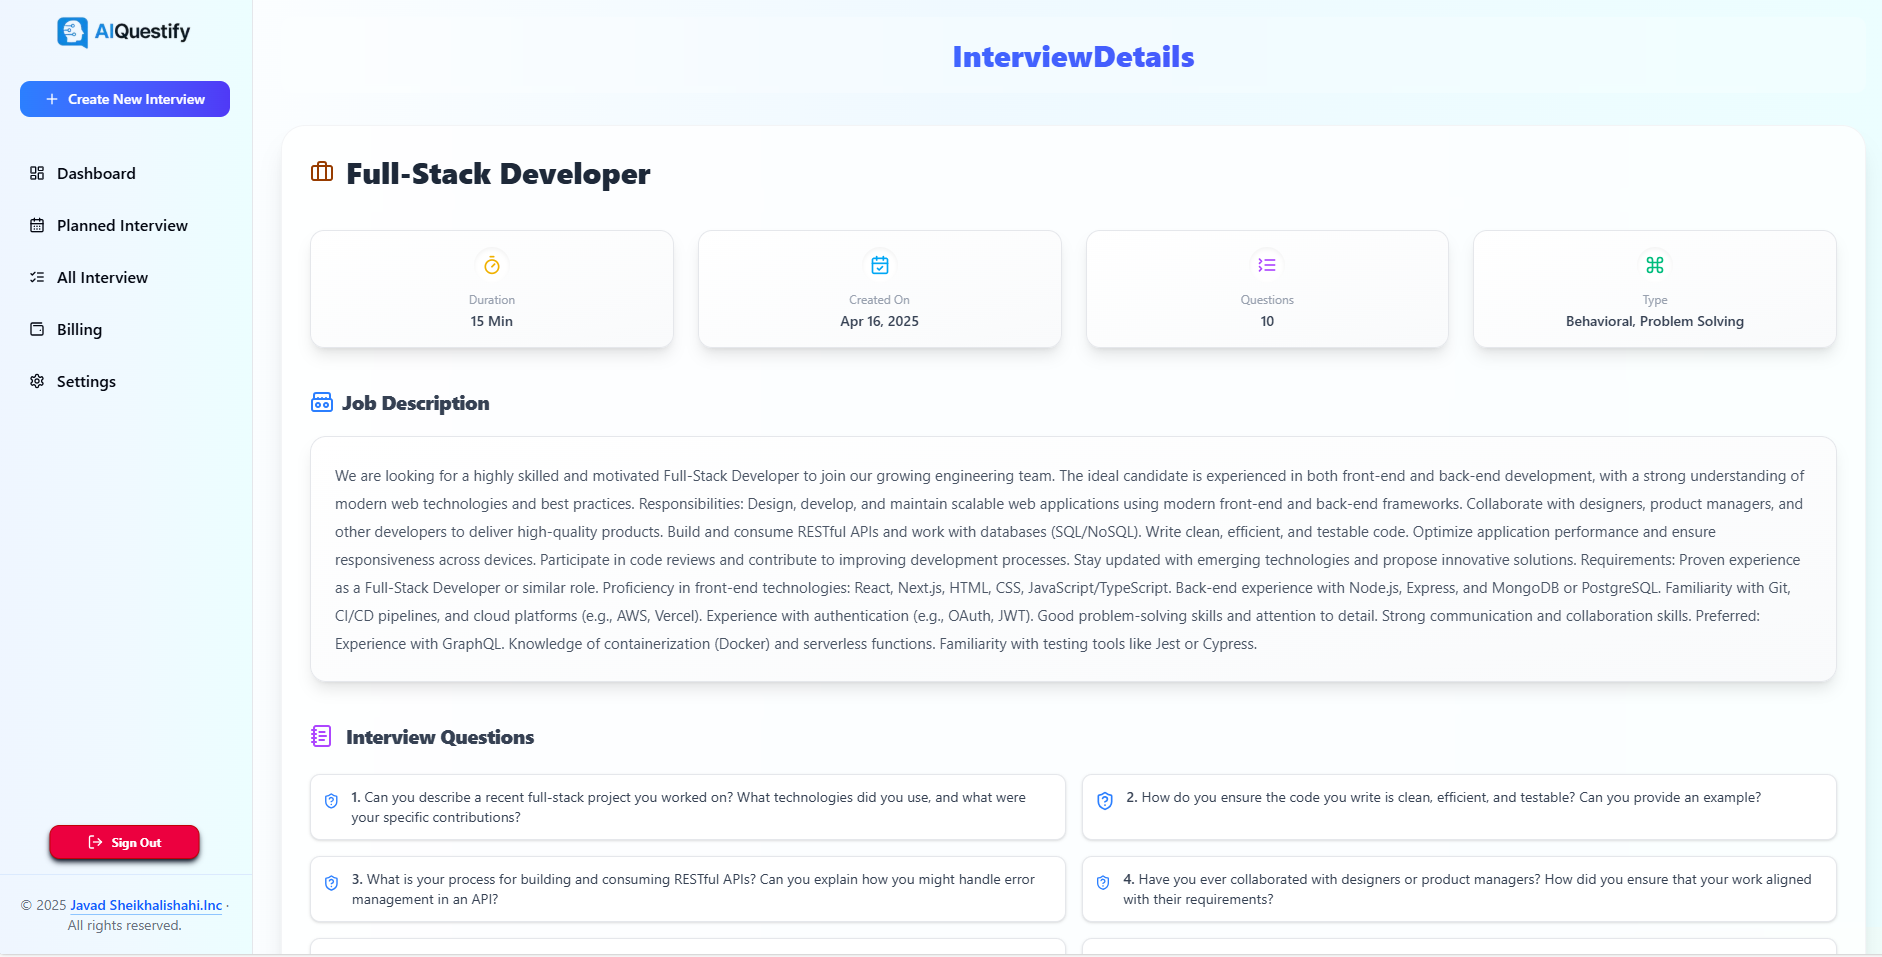 AIQuestify
Create New Interview
Dashboard
Planned Interview
All Interview
Billing
Settings
Sign Out
© 2025 Javad Sheikhalishahi.Inc ·
All rights reserved.
InterviewDetails
Full-Stack Developer
Duration
15 Min
Created On
Apr 16, 2025
Questions
10
Type
Behavioral, Problem Solving
Job Description
We are looking for a highly skilled and motivated Full-Stack Developer to join our growing engineering team. The ideal candidate is experienced in both front-end and back-end development, with a strong understanding of
modern web technologies and best practices. Responsibilities: Design, develop, and maintain scalable web applications using modern front-end and back-end frameworks. Collaborate with designers, product managers, and
other developers to deliver high-quality products. Build and consume RESTful APIs and work with databases (SQL/NoSQL). Write clean, efficient, and testable code. Optimize application performance and ensure
responsiveness across devices. Participate in code reviews and contribute to improving development processes. Stay updated with emerging technologies and propose innovative solutions. Requirements: Proven experience
as a Full-Stack Developer or similar role. Proficiency in front-end technologies: React, Next.js, HTML, CSS, JavaScript/TypeScript. Back-end experience with Node.js, Express, and MongoDB or PostgreSQL. Familiarity with Git,
CI/CD pipelines, and cloud platforms (e.g., AWS, Vercel). Experience with authentication (e.g., OAuth, JWT). Good problem-solving skills and attention to detail. Strong communication and collaboration skills. Preferred:
Experience with GraphQL. Knowledge of containerization (Docker) and serverless functions. Familiarity with testing tools like Jest or Cypress.
Interview Questions
1. Can you describe a recent full-stack project you worked on? What technologies did you use, and what were
your specific contributions?
2. How do you ensure the code you write is clean, efficient, and testable? Can you provide an example?
3. What is your process for building and consuming RESTful APIs? Can you explain how you might handle error
management in an API?
4. Have you ever collaborated with designers or product managers? How did you ensure that your work aligned
with their requirements?